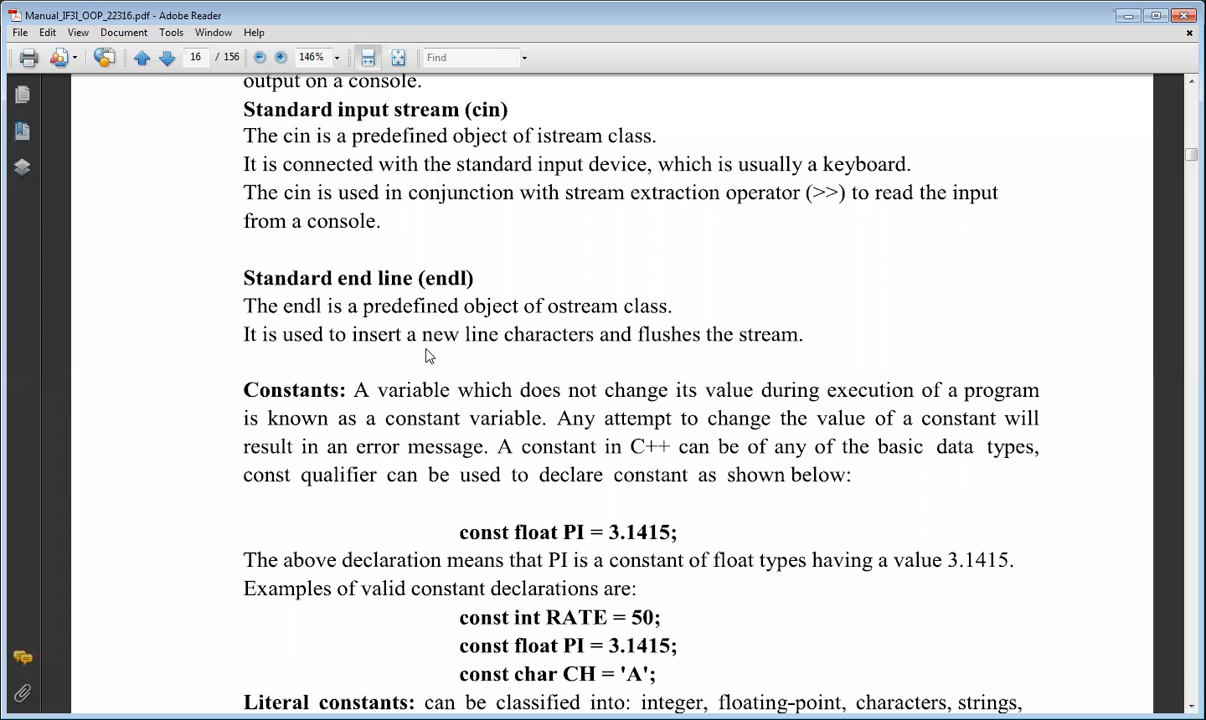 Manual_IF3I_OOP_22316.pdf - Adobe Reader
File Edit View Document Tools Window Help
16 / 156 146% Find
output on a console.
Standard input stream (cin)
The cin is a predefined object of istream class.
It is connected with the standard input device, which is usually a keyboard.
The cin is used in conjunction with stream extraction operator (>>) to read the input
from a console.
Standard end line (endl)
The endl is a predefined object of ostream class.
It is used to insert a new line characters and flushes the stream.
Constants: A variable which does not change its value during execution of a program
is known as a constant variable. Any attempt to change the value of a constant will
result in an error message. A constant in C++ can be of any of the basic data types,
const qualifier can be used to declare constant as shown below:
const float PI = 3.1415;
The above declaration means that PI is a constant of float types having a value 3.1415.
Examples of valid constant declarations are:
const int RATE = 50;
const float PI = 3.1415;
const char CH = 'A';
Literal constants: can be classified into: integer, floating-point, characters, strings,